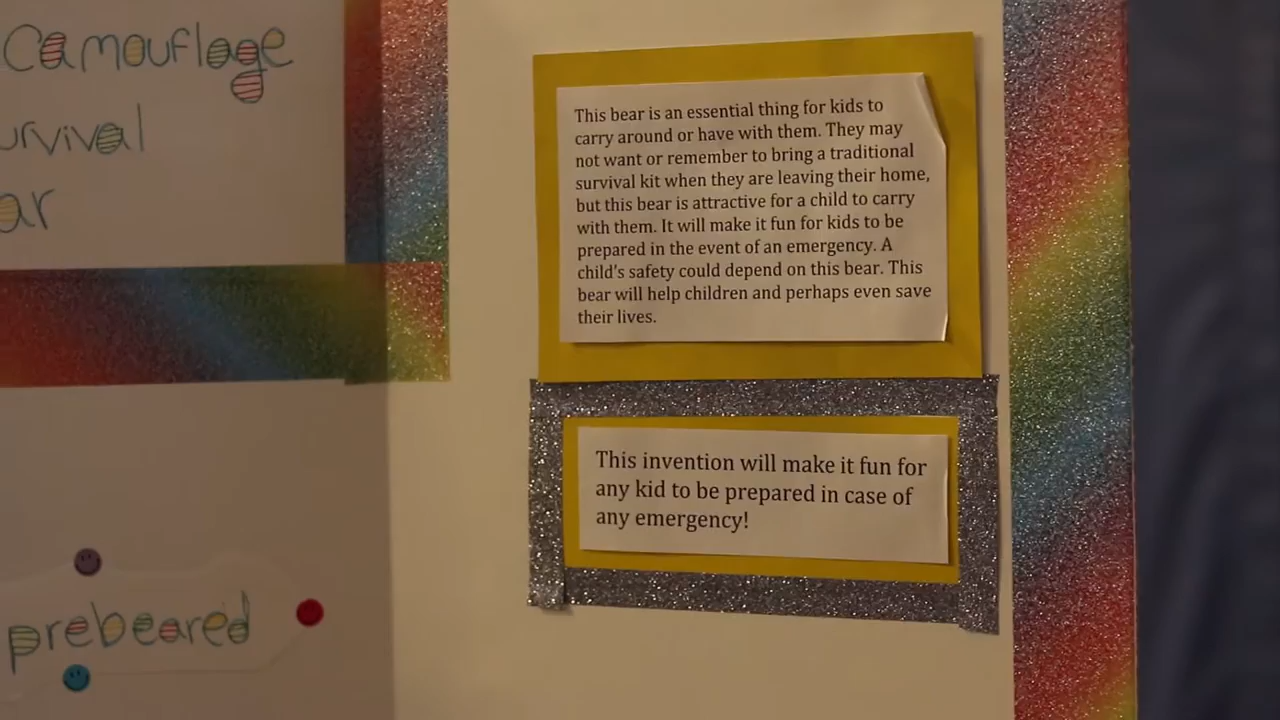 Camouflage
urvival
ar
prebeared
This bear is an essential thing for kids to
carry around or have with them. They may
not want or remember to bring a traditional
survival kit when they are leaving their home,
but this bear is attractive for a child to carry
with them. It will make it fun for kids to be
prepared in the event of an emergency. A
child's safety could depend on this bear. This
bear will help children and perhaps even save
their lives.
This invention will make it fun for
any kid to be prepared in case of
any emergency!